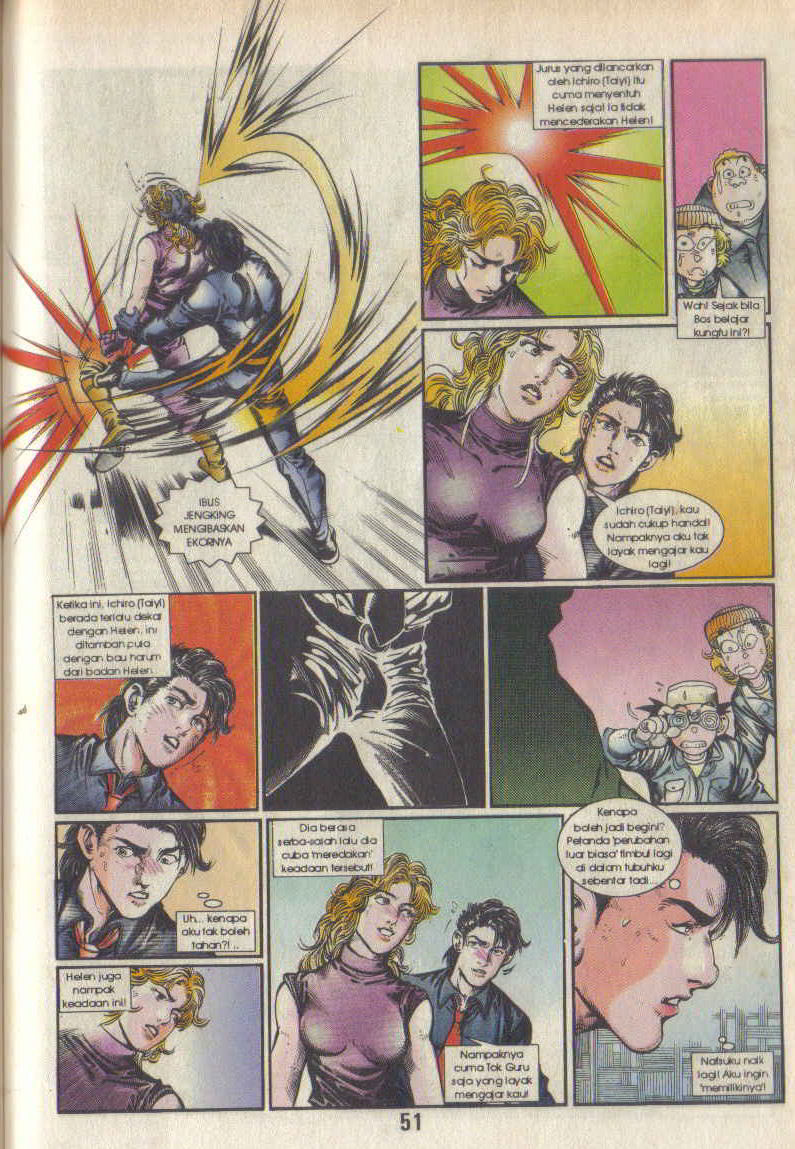 Jurus yang dilancarkan
oleh Ichiro (Taiyi) itu
cuma menyentuh
Helen saja! Ia tidak
mencederakan Helen!
Wah! Sejak bila
Bos belajar
kungfu ini?!
IBUS
JENGKING
MENGIBASKAN
EKORNYA
Ichiro (Taiyi), kau
sudah cukup handal!
Nampaknya aku tak
layak mengajar kau
lagi!
Ketika ini, Ichiro (Taiyi)
berada terlalu dekat
dengan Helen, ini
ditambah pula
dengan bau harum
dari badan Helen...
Uh... kenapa
aku tak boleh
tahan?! ..
Dia berasa
serba-salah lalu dia
cuba 'meredakan'
keadaan tersebut!
Kenapa
boleh jadi begini?
Petanda 'perubahan
luar biasa' timbul lagi
di dalam tubuhku
sebentar tadi...
Helen juga
nampak
keadaan ini!
Nampaknya
cuma Tok Guru
saja yang layak
mengajar kau!
Nafsuku naik
lagi! Aku ingin
'memilikinya'!
51